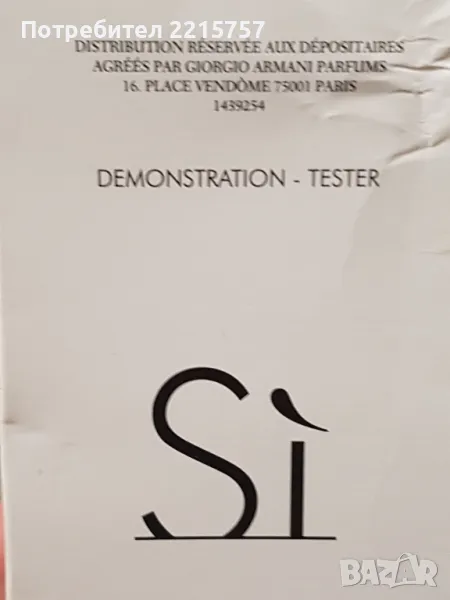 Потребител 2215757
DISTRIBUTION RÉSERVÉE AUX DÉPOSITAIRES
AGRÉÉS PAR GIORGIO ARMANI PARFUMS
16. PLACE VENDÔME 75001 PARIS
1439254
DEMONSTRATION - TESTER
Sì
BAZAR